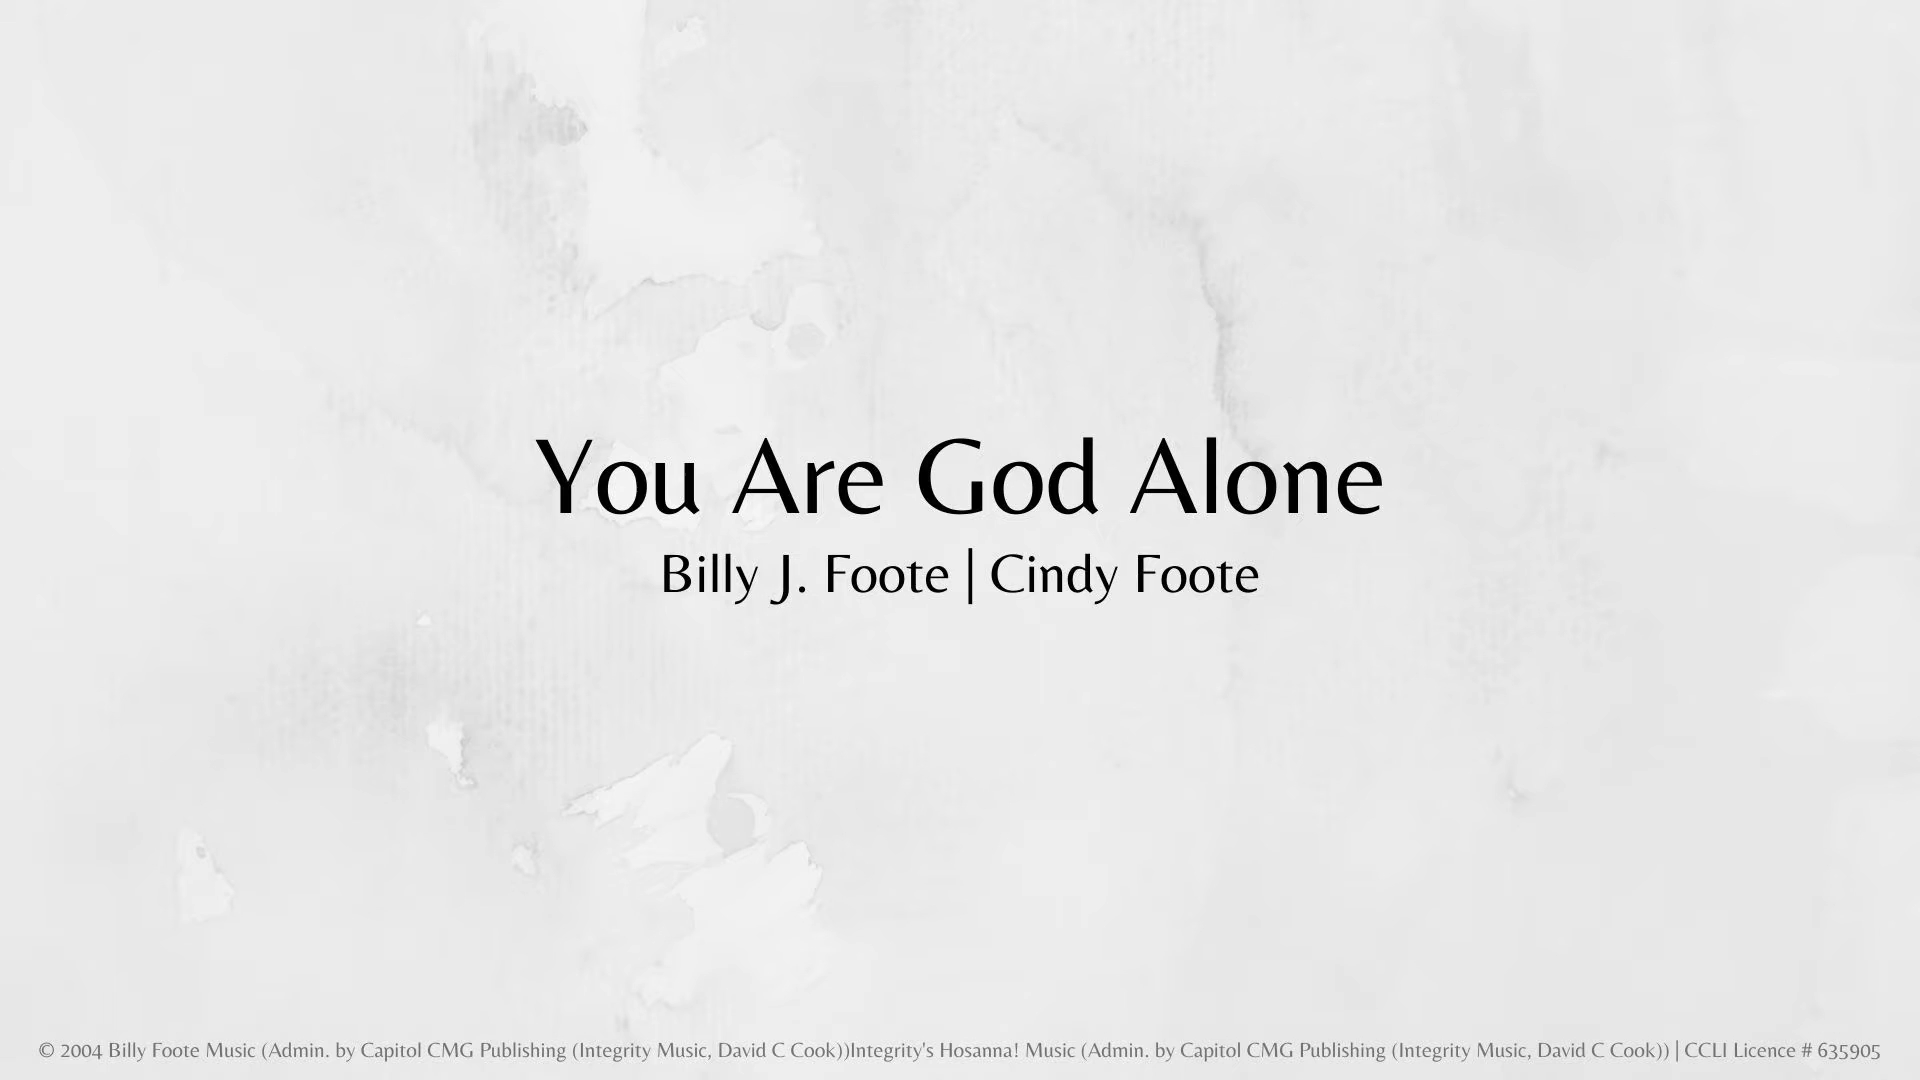 You Are God Alone
Billy J. Foote | Cindy Foote
© 2004 Billy Foote Music (Admin. by Capitol CMG Publishing (Integrity Music, David C Cook))Integrity's Hosanna! Music (Admin. by Capitol CMG Publishing (Integrity Music, David C Cook)) | CCLI Licence # 635905